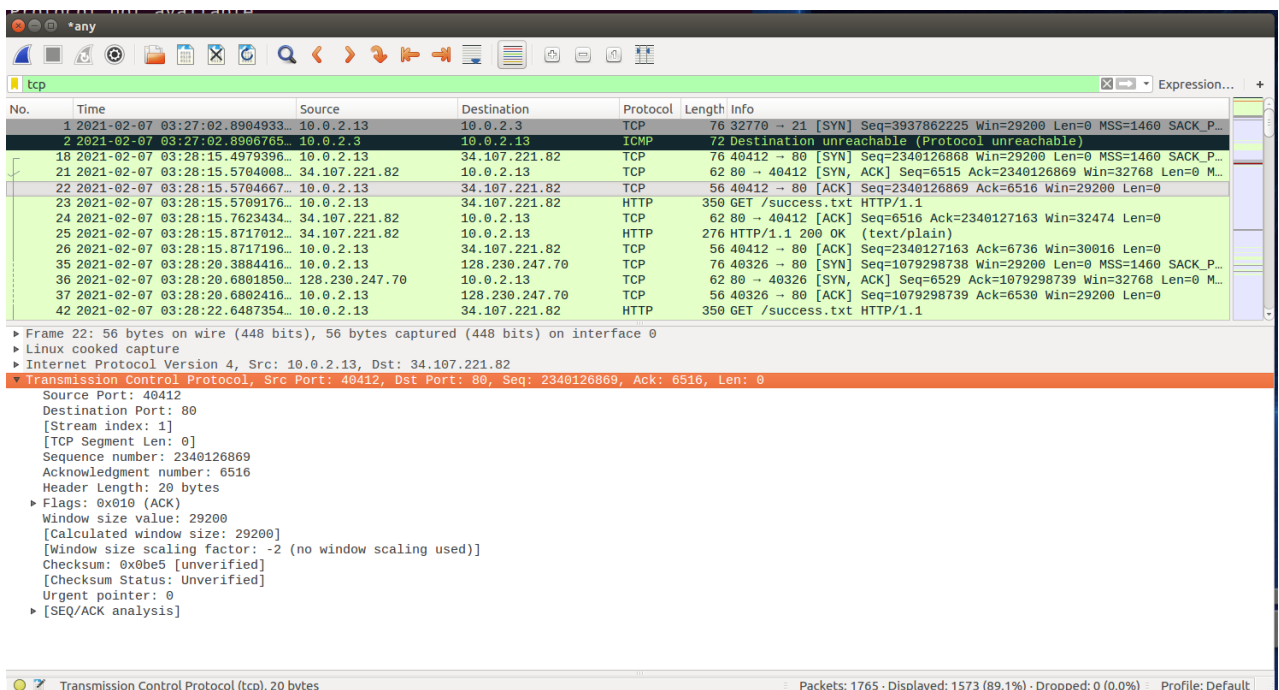 Protocol not available
*any
tcp
Expression… +
No. Time Source Destination Protocol Length Info
1 2021-02-07 03:27:02.8904933… 10.0.2.13 10.0.2.3 TCP 76 32770 → 21 [SYN] Seq=3937862225 Win=29200 Len=0 MSS=1460 SACK_P…
2 2021-02-07 03:27:02.8906765… 10.0.2.3 10.0.2.13 ICMP 72 Destination unreachable (Protocol unreachable)
18 2021-02-07 03:28:15.4979396… 10.0.2.13 34.107.221.82 TCP 76 40412 → 80 [SYN] Seq=2340126868 Win=29200 Len=0 MSS=1460 SACK_P…
21 2021-02-07 03:28:15.5704008… 34.107.221.82 10.0.2.13 TCP 62 80 → 40412 [SYN, ACK] Seq=6515 Ack=2340126869 Win=32768 Len=0 M…
22 2021-02-07 03:28:15.5704667… 10.0.2.13 34.107.221.82 TCP 56 40412 → 80 [ACK] Seq=2340126869 Ack=6516 Win=29200 Len=0
23 2021-02-07 03:28:15.5709176… 10.0.2.13 34.107.221.82 HTTP 350 GET /success.txt HTTP/1.1
24 2021-02-07 03:28:15.7623434… 34.107.221.82 10.0.2.13 TCP 62 80 → 40412 [ACK] Seq=6516 Ack=2340127163 Win=32474 Len=0
25 2021-02-07 03:28:15.8717012… 34.107.221.82 10.0.2.13 HTTP 276 HTTP/1.1 200 OK (text/plain)
26 2021-02-07 03:28:15.8717196… 10.0.2.13 34.107.221.82 TCP 56 40412 → 80 [ACK] Seq=2340127163 Ack=6736 Win=30016 Len=0
35 2021-02-07 03:28:20.3884416… 10.0.2.13 128.230.247.70 TCP 76 40326 → 80 [SYN] Seq=1079298738 Win=29200 Len=0 MSS=1460 SACK_P…
36 2021-02-07 03:28:20.6801850… 128.230.247.70 10.0.2.13 TCP 62 80 → 40326 [SYN, ACK] Seq=6529 Ack=1079298739 Win=32768 Len=0 M…
37 2021-02-07 03:28:20.6802416… 10.0.2.13 128.230.247.70 TCP 56 40326 → 80 [ACK] Seq=1079298739 Ack=6530 Win=29200 Len=0
42 2021-02-07 03:28:22.6487354… 10.0.2.13 34.107.221.82 HTTP 350 GET /success.txt HTTP/1.1
Frame 22: 56 bytes on wire (448 bits), 56 bytes captured (448 bits) on interface 0
Linux cooked capture
Internet Protocol Version 4, Src: 10.0.2.13, Dst: 34.107.221.82
Transmission Control Protocol, Src Port: 40412, Dst Port: 80, Seq: 2340126869, Ack: 6516, Len: 0
Source Port: 40412
Destination Port: 80
[Stream index: 1]
[TCP Segment Len: 0]
Sequence number: 2340126869
Acknowledgment number: 6516
Header Length: 20 bytes
Flags: 0x010 (ACK)
Window size value: 29200
[Calculated window size: 29200]
[Window size scaling factor: -2 (no window scaling used)]
Checksum: 0x0be5 [unverified]
[Checksum Status: Unverified]
Urgent pointer: 0
[SEQ/ACK analysis]
Transmission Control Protocol (tcp), 20 bytes Packets: 1765 · Displayed: 1573 (89.1%) · Dropped: 0 (0.0%) Profile: Default